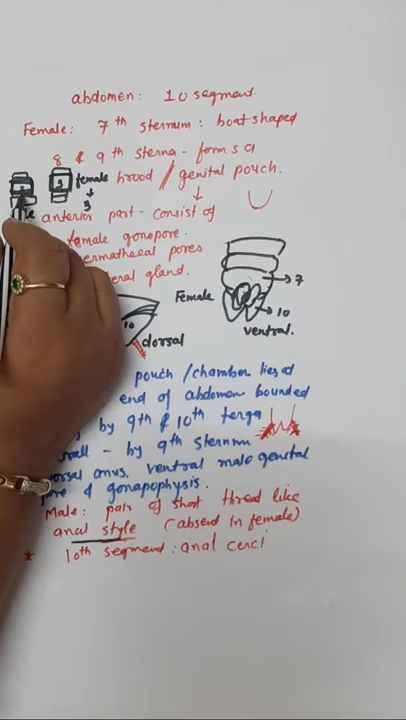 abdomen: 10 segment.
Female: 7th sternum: boat shaped
8 & 9th sterna - forms a
female brood / genital pouch.
3
anterior part - consist of
female gonopore.
pores
gland.
7
Female
10
10
dorsal
ventral.
pouch / chamber lies at
end of abdomen bounded
by 9th & 10th terga
- by 9th sternum
anus. ventral male genital
& gonapophysis.
Male: pair of short thread like
anal style (absent in female)
* 10th segment: anal cerci